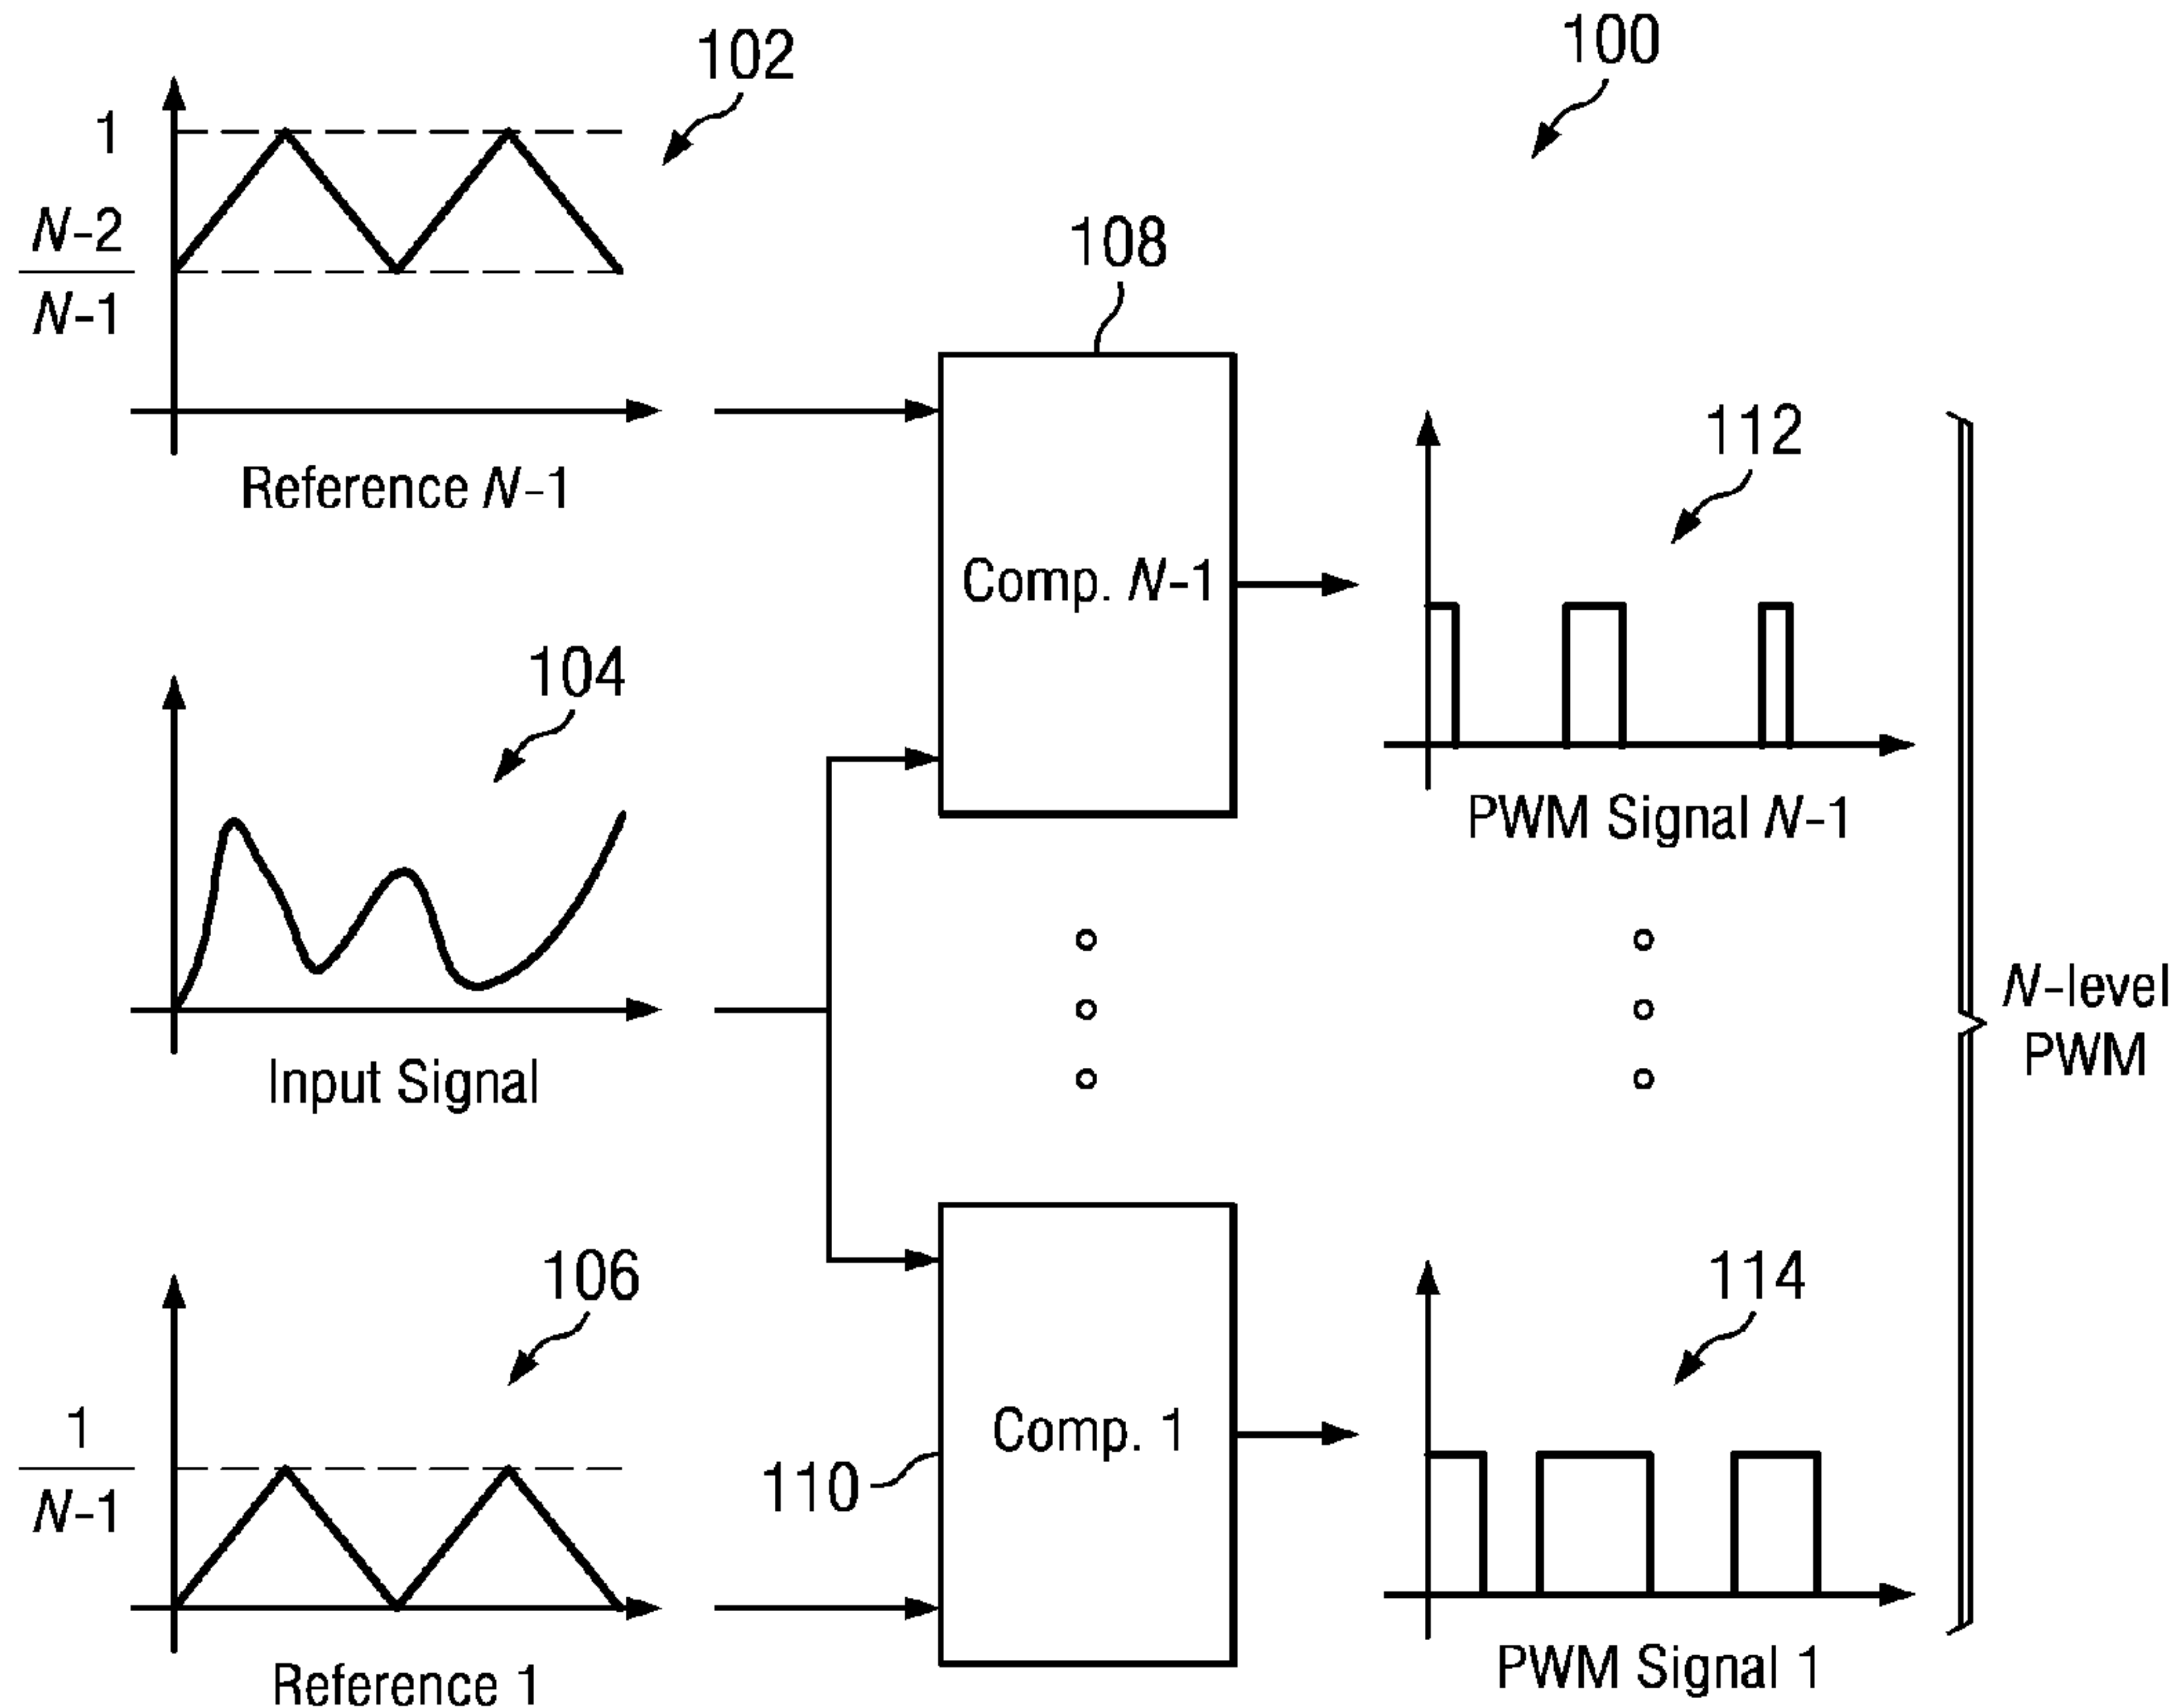 102
100
1
N-2
N-1
Reference N-1
108
Comp. N-1
112
PWM Signal N-1
104
Input Signal
N-level
PWM
106
1
N-1
Reference 1
110
Comp. 1
114
PWM Signal 1